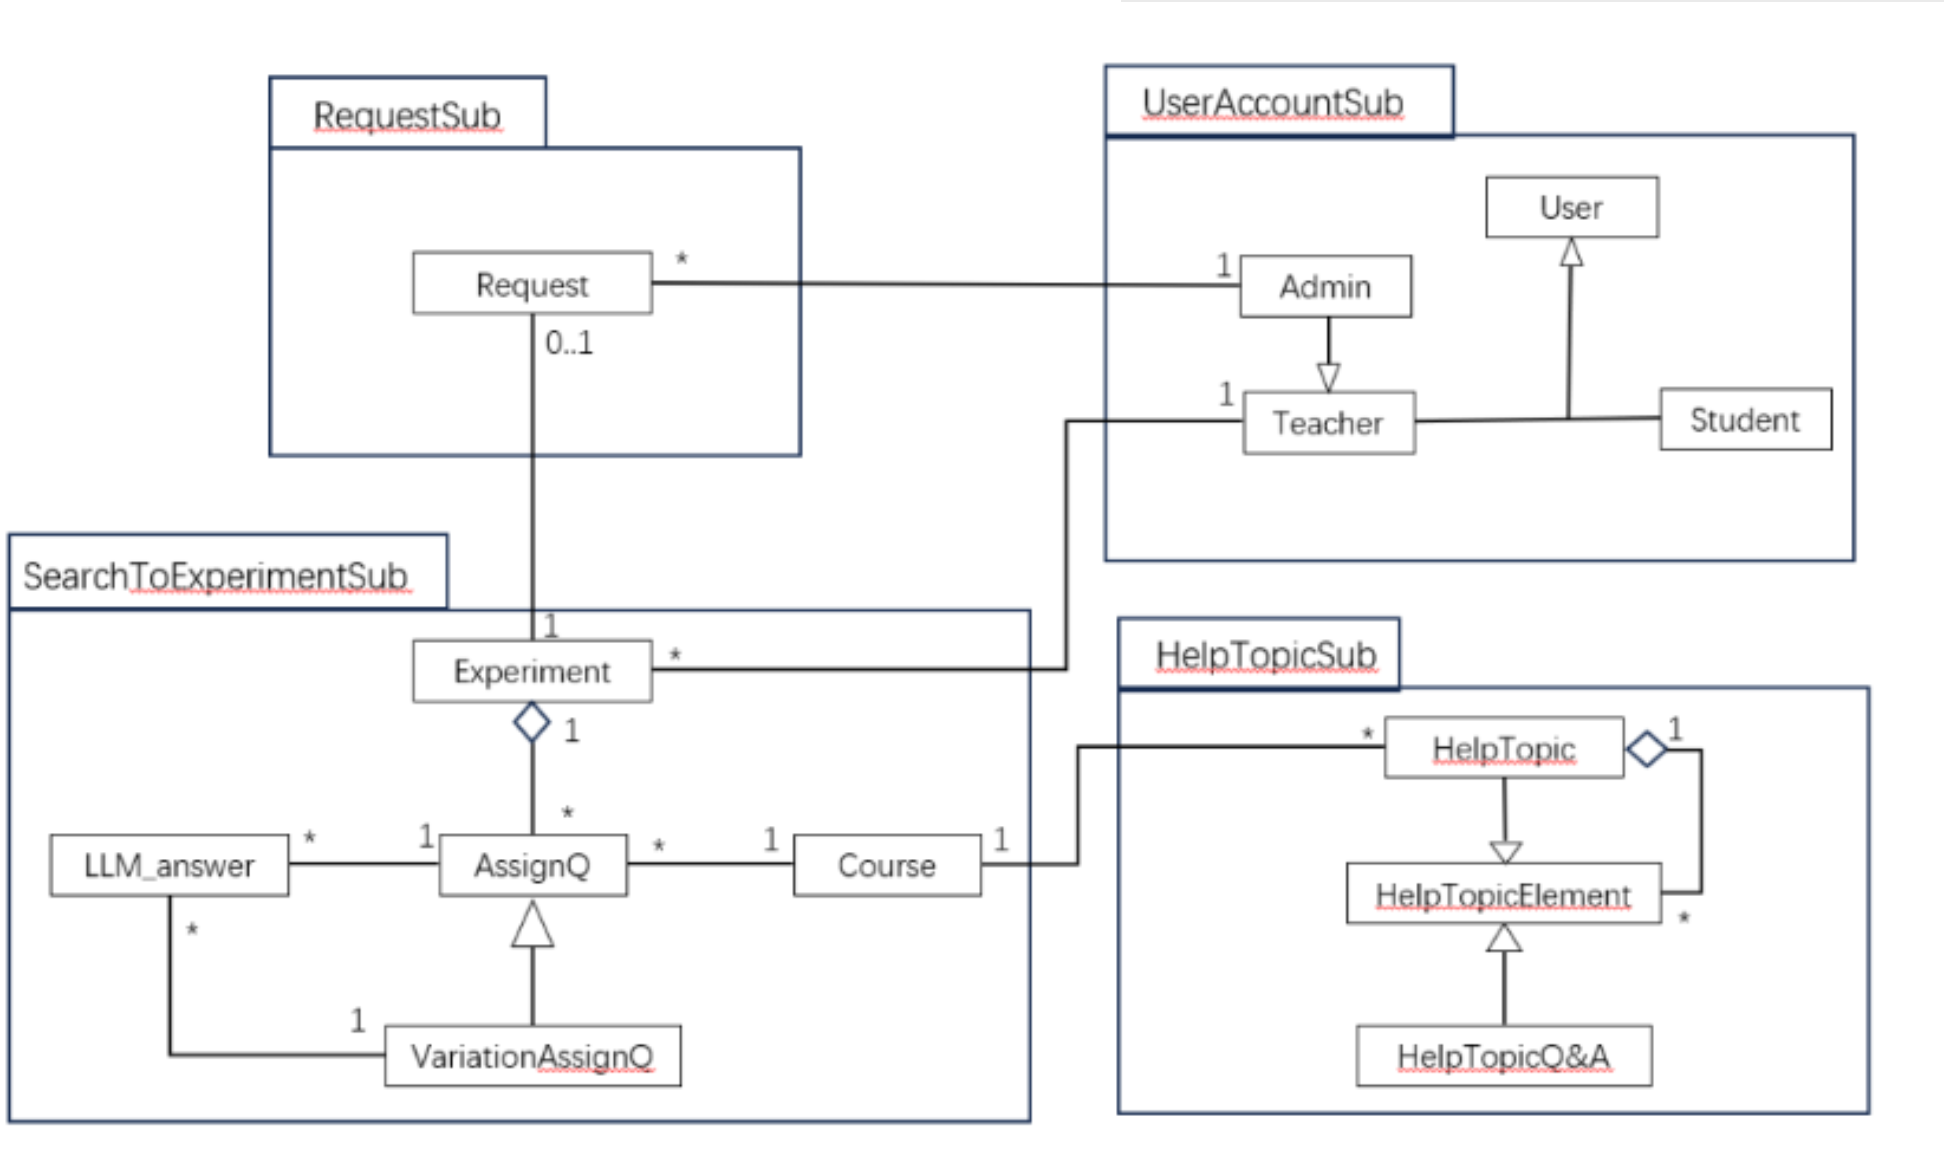 RequestSub
UserAccountSub
User
Request
*
1
Admin
0..1
1
Teacher
Student
SearchToExperimentSub
1
Experiment
*
HelpTopicSub
1
*
HelpTopic
1
*
LLM_answer
*
1
AssignQ
*
1
Course
1
HelpTopicElement
*
*
1
VariationAssignQ
HelpTopicQ&A